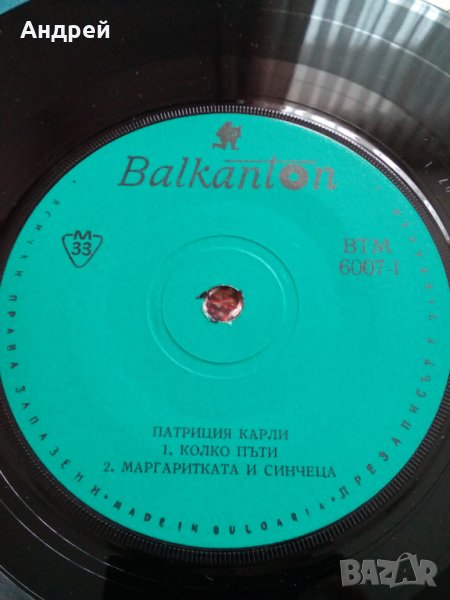 Андрей
Balkanton
M
33
ВТМ
6007-1
ПАТРИЦИЯ КАРЛИ
1. КОЛКО ПЪТИ
2. МАРГАРИТКАТА И СИНЧЕЦА
ВСИЧКИ ПРАВА ЗАПАЗЕНИ • MADE IN BULGARIA • ПРЕЗАПИСЪТ Е
BAZAR